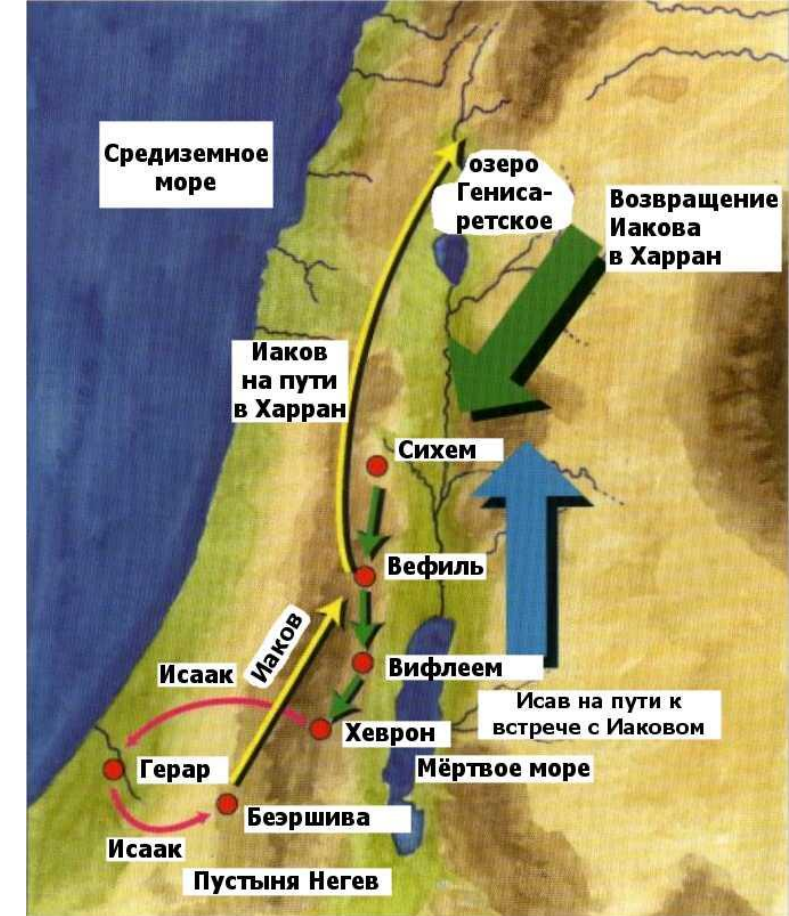 Средиземное
море
озеро
Гениса-
ретское
Возвращение
Иакова
в Харран
Иаков
на пути
в Харран
Сихем
Вефиль
Иаков
Исаак
Вифлеем
Исав на пути к
встрече с Иаковом
Хеврон
Герар
Мёртвое море
Беэршива
Исаак
Пустыня Негев